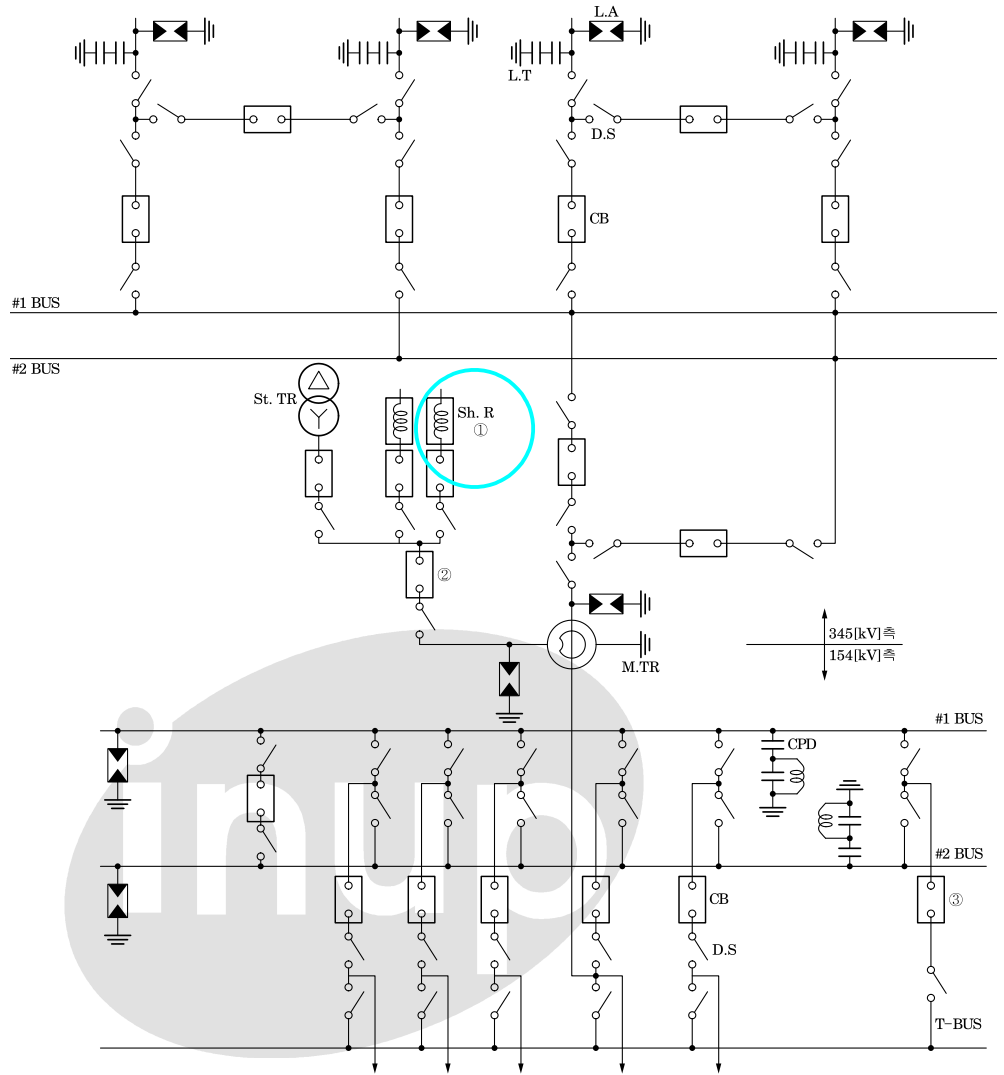 L.A
L.T
D.S
CB
#1 BUS
#2 BUS
St. TR
Sh. R
①
②
345[kV]측
154[kV]측
M.TR
#1 BUS
CPD
#2 BUS
CB
③
D.S
T-BUS
inup